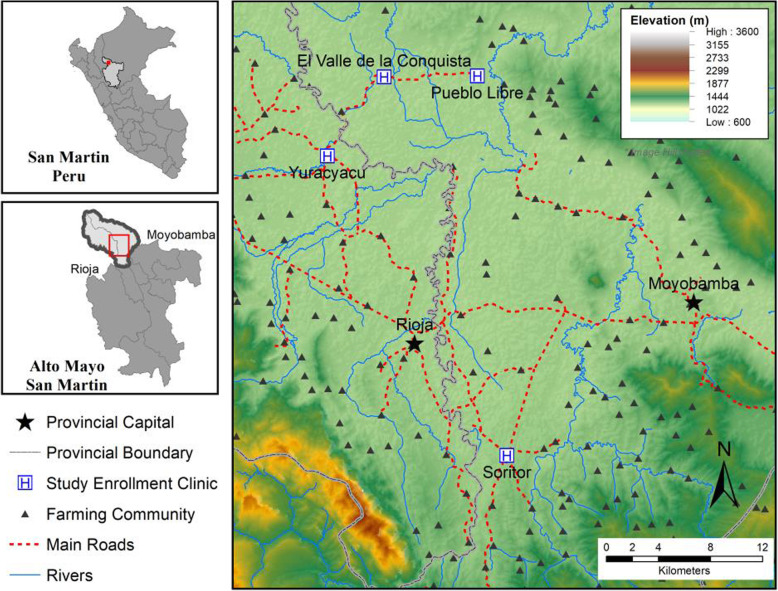 San Martin
Peru
Moyobamba
Rioja
Alto Mayo
San Martin
Provincial Capital
Provincial Boundary
H Study Enrollment Clinic
Farming Community
Main Roads
Rivers
El Valle de la Conquista
H
H
Pueblo Libre
H
Yuracyacu
Moyobamba
Rioja
H
Soritor
Elevation (m)
High : 3600
3155
2733
2299
1877
1444
1022
Low : 600
N
0 2 4 8 12
Kilometers